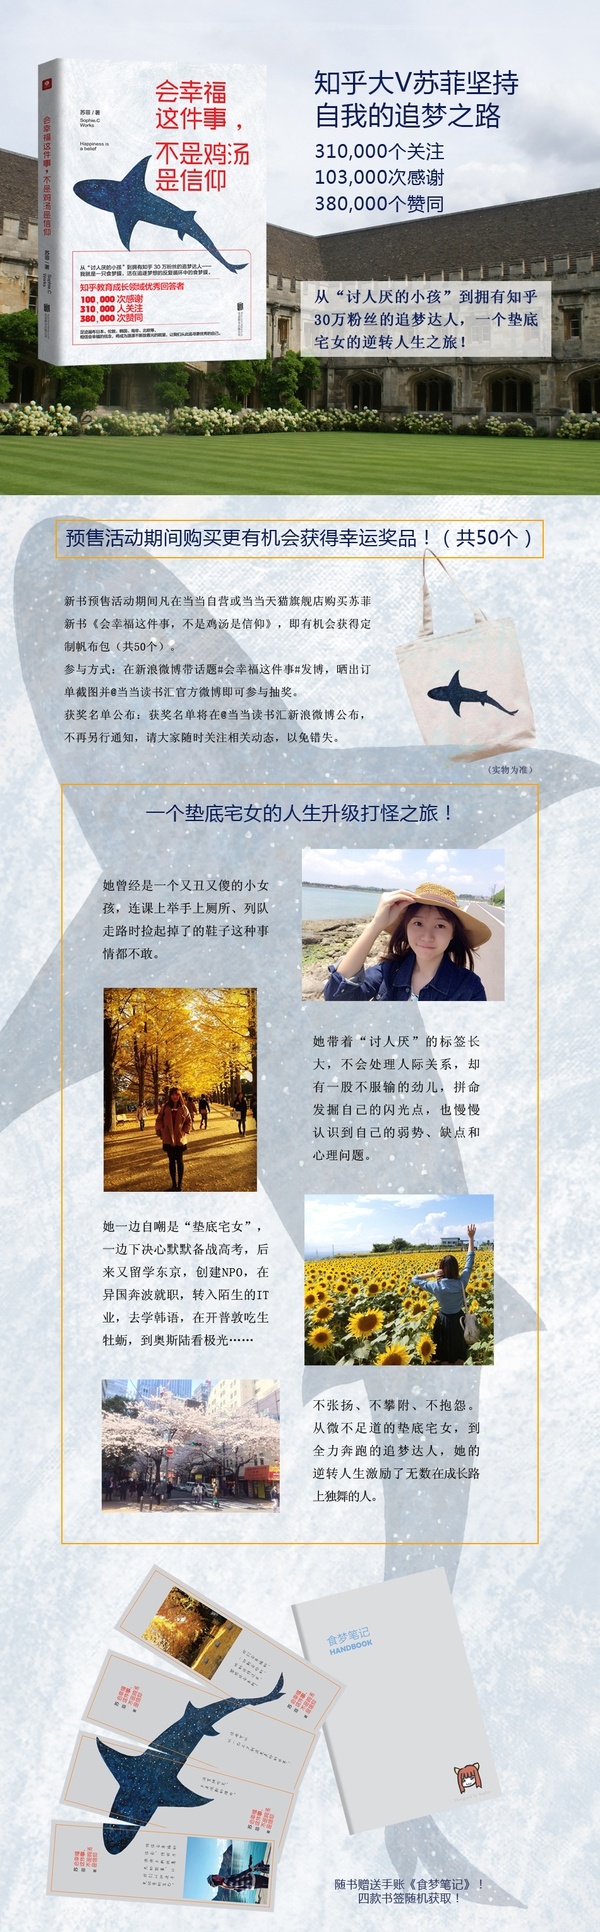 会幸福
这件事，
不是鸡汤
是信仰
苏菲 / 著
Sophie.C
Works
Happiness is
a belief
会幸福这件事，不是鸡汤是信仰
从“讨人厌的小孩”到拥有知乎 30 万粉丝的追梦达人——
知乎教育成长领域优秀回答者
100,000 次感谢
310,000 人关注
380,000 次赞同
知乎大V苏菲坚持
自我的追梦之路
310,000个关注
103,000次感谢
380,000个赞同
从“讨人厌的小孩”到拥有知乎
30万粉丝的追梦达人，一个垫底
宅女的逆转人生之旅！
预售活动期间购买更有机会获得幸运奖品！（共50个）
新书预售活动期间凡在当当自营或当当天猫旗舰店购买苏菲
新书《会幸福这件事，不是鸡汤是信仰》，即有机会获得定
制帆布包（共50个）。
参与方式：在新浪微博带话题#会幸福这件事#发博，晒出订
单截图并@当当读书汇官方微博即可参与抽奖。
获奖名单公布：获奖名单将在@当当读书汇新浪微博公布，
不再另行通知，请大家随时关注相关动态，以免错失。
（实物为准）
一个垫底宅女的人生升级打怪之旅！
她曾经是一个又丑又傻的小女
孩，连课上举手上厕所、列队
走路时捡起掉了的鞋子这种事
情都不敢。
她带着“讨人厌”的标签长
大，不会处理人际关系，却
有一股不服输的劲儿，拼命
发掘自己的闪光点，也慢慢
认识到自己的弱势、缺点和
心理问题。
她一边自嘲是“垫底宅女”，
一边下决心默默备战高考，后
来又留学东京，创建NPO，在
异国奔波就职，转入陌生的IT
业，去学韩语，在开普敦吃生
牡蛎，到奥斯陆看极光……
不张扬、不攀附、不抱怨。
从微不足道的垫底宅女，到
全力奔跑的追梦达人，她的
逆转人生激励了无数在成长路
上独舞的人。
食梦笔记
HANDBOOK
随书赠送手账《食梦笔记》！
四款书签随机获取！